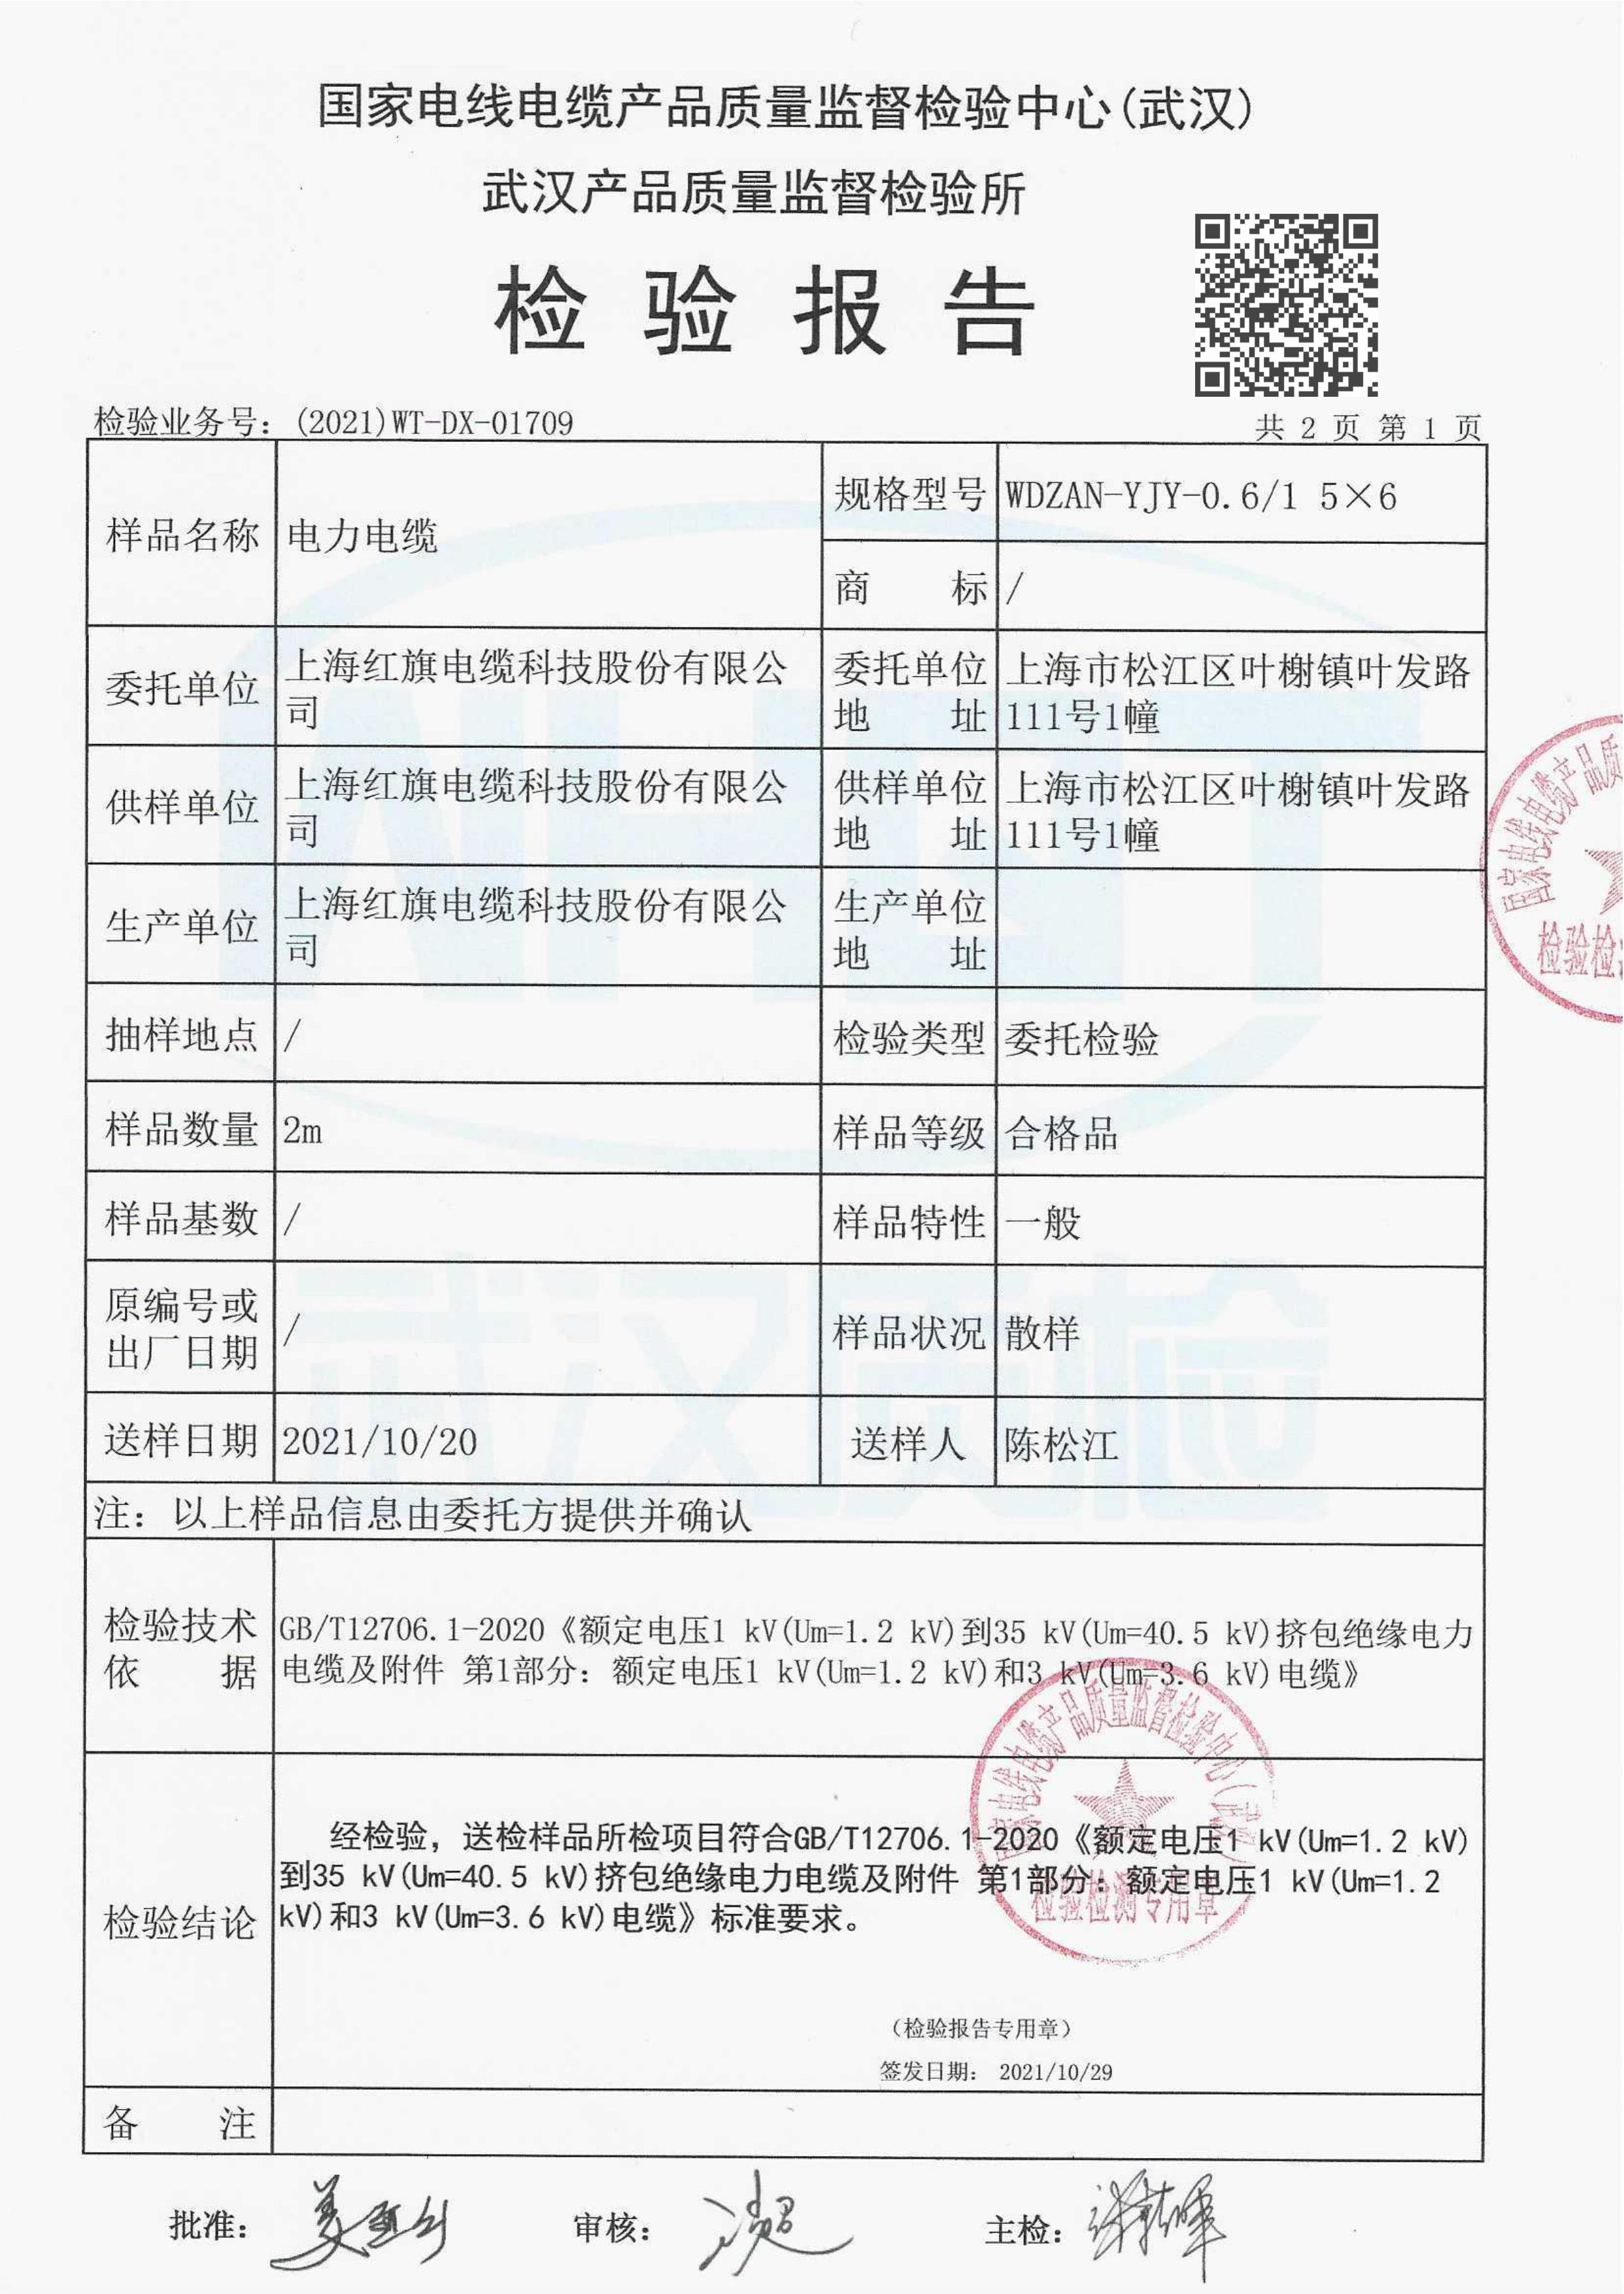 国家电线电缆产品质量监督检验中心(武汉)
武汉产品质量监督检验所
检验报告
检验业务号：(2021)WT-DX-01709
共 2 页 第 1 页
样品名称
电力电缆
规格型号
WDZAN-YJY-0.6/1 5×6
商 标
/
委托单位
上海红旗电缆科技股份有限公
司
委托单位
地 址
上海市松江区叶榭镇叶发路
111号1幢
供样单位
上海红旗电缆科技股份有限公
司
供样单位
地 址
上海市松江区叶榭镇叶发路
111号1幢
生产单位
上海红旗电缆科技股份有限公
司
生产单位
地 址
抽样地点
/
检验类型
委托检验
样品数量
2m
样品等级
合格品
样品基数
/
样品特性
一般
原编号或
出厂日期
/
样品状况
散样
送样日期
2021/10/20
送样人
陈松江
注：以上样品信息由委托方提供并确认
检验技术
依 据
GB/T12706.1-2020《额定电压1 kV(Um=1.2 kV)到35 kV(Um=40.5 kV)挤包绝缘电力
电缆及附件 第1部分：额定电压1 kV(Um=1.2 kV)和3 kV(Um=3.6 kV)电缆》
检验结论
经检验，送检样品所检项目符合GB/T12706.1-2020《额定电压1 kV(Um=1.2 kV)
到35 kV(Um=40.5 kV)挤包绝缘电力电缆及附件 第1部分：额定电压1 kV(Um=1.2
kV)和3 kV(Um=3.6 kV)电缆》标准要求。
国家电线电缆产品质量监督检验中心(武汉)
检验检测专用章
（检验报告专用章）
签发日期： 2021/10/29
备 注
批准：
审核：
主检：
国家电线电缆产品质
检验检
WHQT
武汉质检